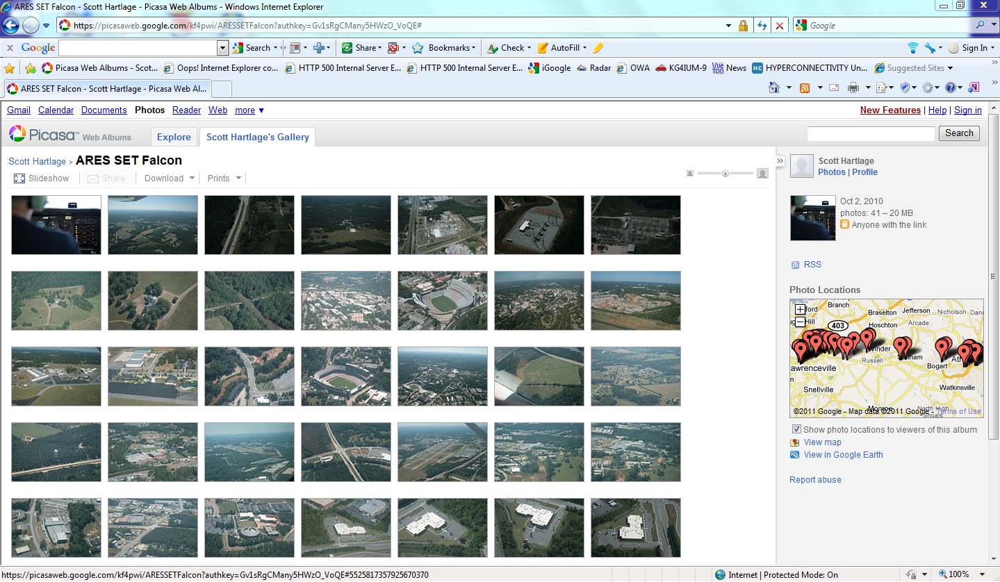 ARES SET Falcon - Scott Hartlage - Picasa Web Albums - Windows Internet Explorer
https://picasaweb.google.com/kf4pwi/ARESSETFalcon?authkey=Gv1sRgCMany5HWzO_VoQE#
Google
x Google Search Share Bookmarks Check AutoFill Sign In
Picasa Web Albums - Scot... Oops! Internet Explorer co... HTTP 500 Internal Server E... HTTP 500 Internal Server E... iGoogle Radar OWA KG4IUM-9 Vue TOO News HC HYPERCONNECTIVITY Un... Suggested Sites
ARES SET Falcon - Scott Hartlage - Picasa Web Al...
Gmail Calendar Documents Photos Reader Web more ▼ New Features | Help | Sign in
Picasa™ Web Albums Explore Scott Hartlage's Gallery Search
Scott Hartlage > ARES SET Falcon
Slideshow Share Download Prints
Scott Hartlage
Photos | Profile
Oct 2, 2010
photos: 41 – 20 MB
Anyone with the link
RSS
Photo Locations
+ ford Branch Braselton Jefferson Nicholson Dan
– Hill 403 Hoschton Arcade
Winder
awrenceville Russell Bogart
Snellville Watkinsville
Monroe North High
Shoals
©2011 Google - Map data ©2011 Google - Terms of Use
Show photo locations to viewers of this album
View map
View in Google Earth
Report abuse
https://picasaweb.google.com/kf4pwi/ARESSETFalcon?authkey=Gv1sRgCMany5HWzO_VoQE#5525817357925670370
Internet | Protected Mode: On 100%